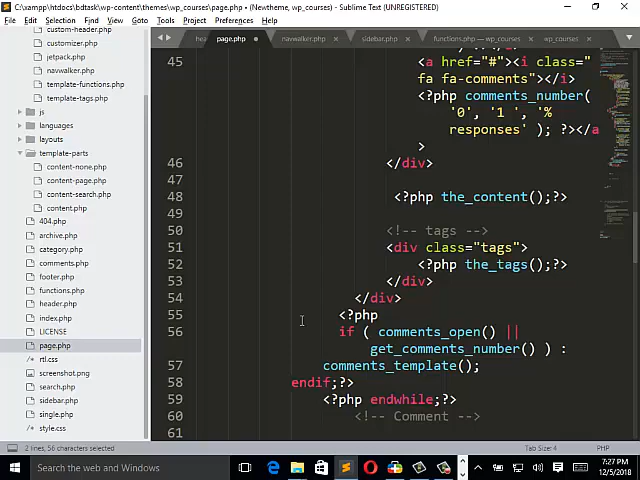 C:\xampp\htdocs\bdtask\wp-content\themes\wp_courses\page.php • (Newtheme, wp_courses) - Sublime Text (UNREGISTERED)
File Edit Selection Find View Goto Tools Project Preferences Help
page.php navwalker.php sidebar.php functions.php — wp_courses wp_courses
custom-header.php
customizer.php
jetpack.php
navwalker.php
template-functions.php
template-tags.php
js
languages
layouts
template-parts
content-none.php
content-page.php
content-search.php
content.php
404.php
archive.php
category.php
comments.php
footer.php
functions.php
header.php
index.php
LICENSE
page.php
rtl.css
screenshot.png
search.php
sidebar.php
single.php
style.css
45 <a href="#"><i class="
fa fa-comments"></i>
<?php comments_number(
'0', '1 ', '%
responses' ); ?></a
>
46 </div>
47
48 <?php the_content();?>
49
50 <!-- tags -->
51 <div class="tags">
52 <?php the_tags();?>
53 </div>
54 </div>
55 <?php
56 if ( comments_open() ||
get_comments_number() ) :
57 comments_template();
58 endif;?>
59 <?php endwhile;?>
60 <!-- Comment -->
61
2 lines, 56 characters selected Tab Size: 4 PHP
Search the web and Windows
7:27 PM
12/5/2018